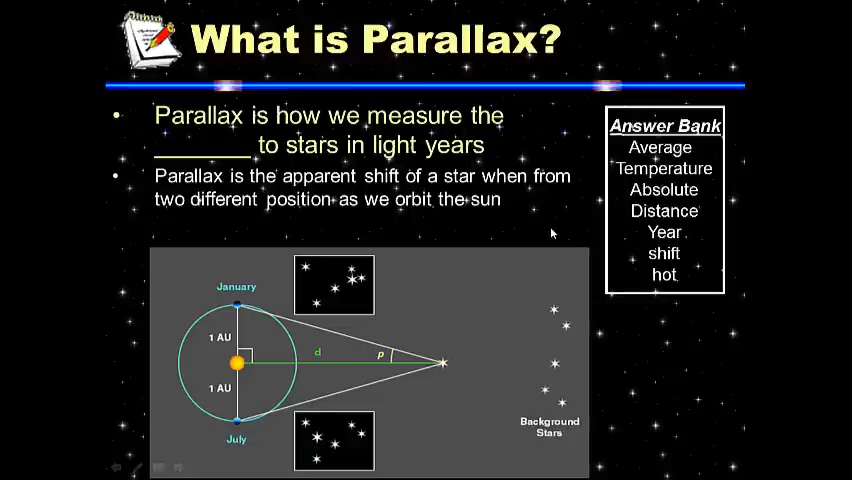 What is Parallax?
• Parallax is how we measure the
_______ to stars in light years
• Parallax is the apparent shift of a star when from
two different position as we orbit the sun
Answer Bank
Average
Temperature
Absolute
Distance
Year
shift
hot
January
1 AU
d
p
1 AU
July
Background
Stars